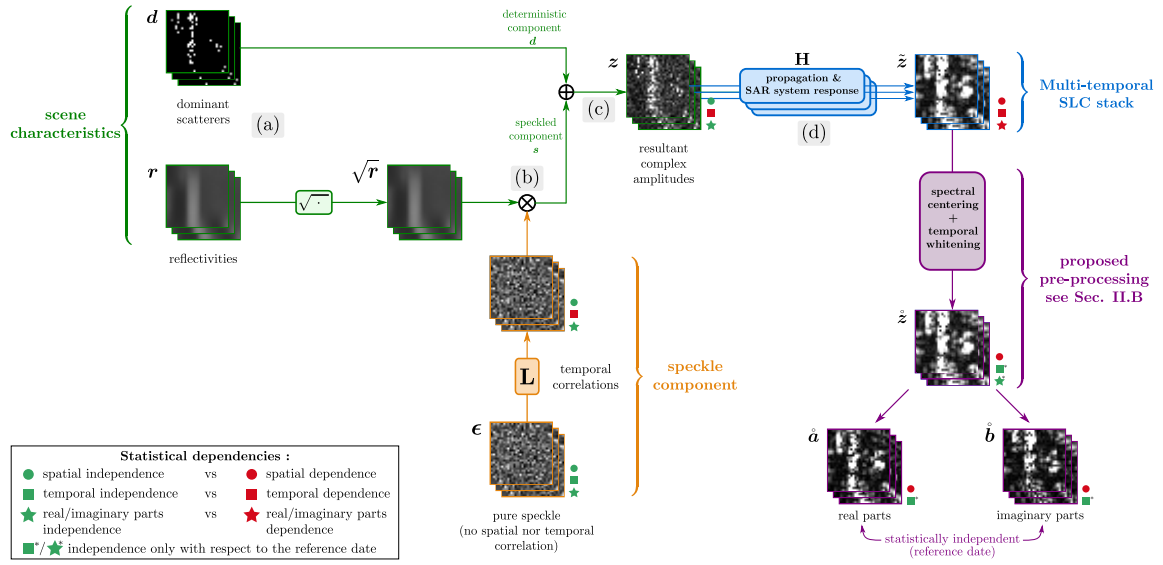 d
dominant
scatterers
(a)
scene
characteristics
r
reflectivities
√·
√r
deterministic
component
d
speckled
component
s
(b)
(c)
z
resultant
complex
amplitudes
H
propagation &
SAR system response
(d)
z̃
Multi-temporal
SLC stack
spectral
centering
+
temporal
whitening
proposed
pre-processing
see Sec. II.B
z̊
*
*
L
temporal
correlations
speckle
component
ϵ
pure speckle
(no spatial nor temporal
correlation)
å
real parts
*
b̊
imaginary parts
*
statistically independent
(reference date)
Statistical dependencies :
spatial independence vs spatial dependence
temporal independence vs temporal dependence
real/imaginary parts vs real/imaginary parts
independence dependence
*/ * independence only with respect to the reference date